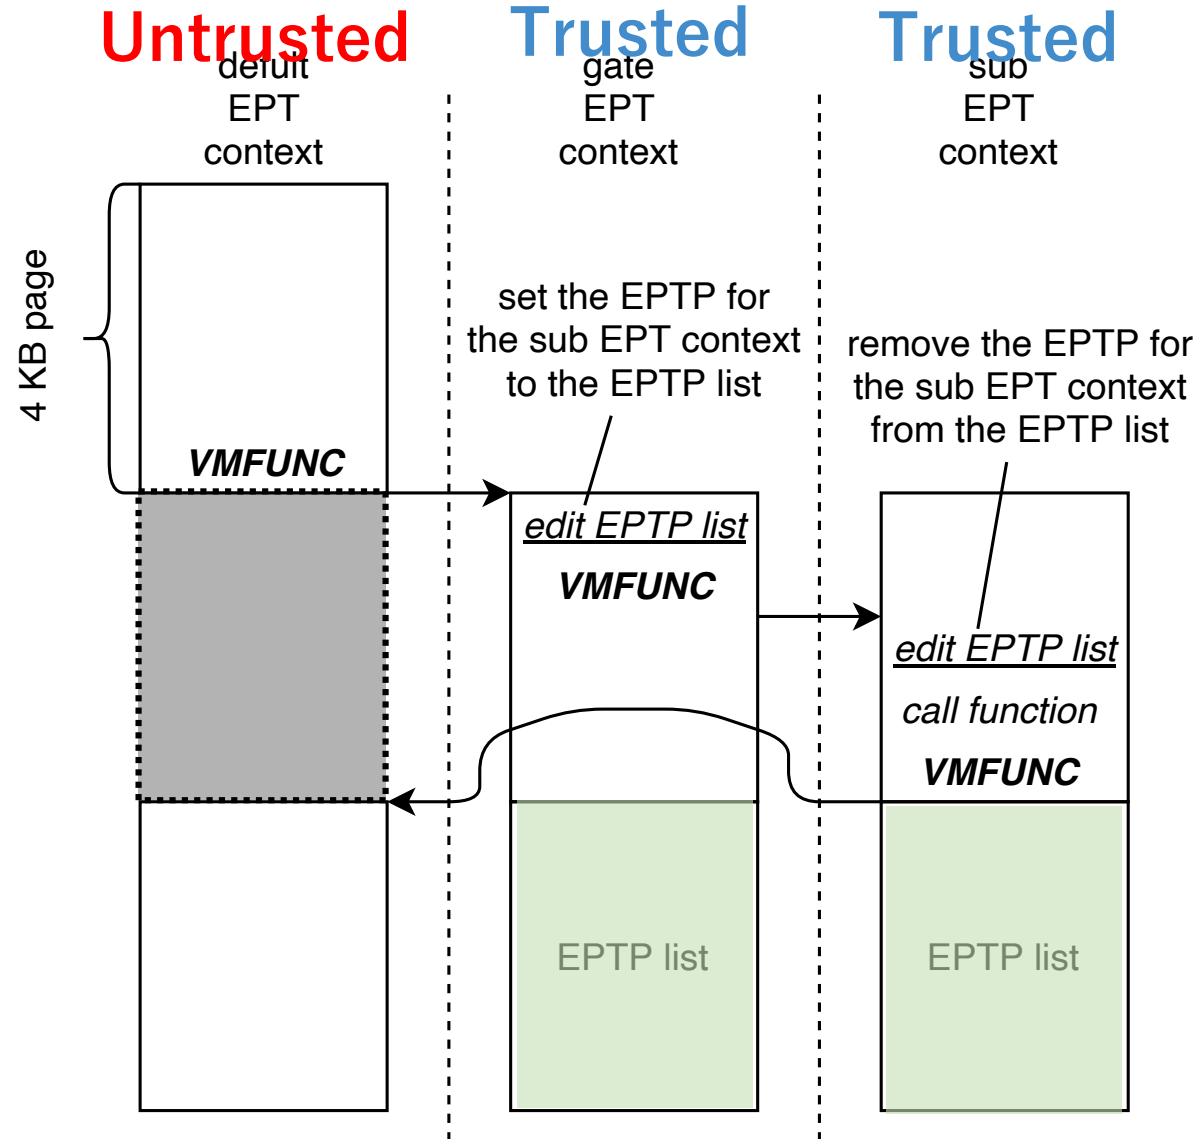 Untrusted
defult
EPT
context
Trusted
gate
EPT
context
Trusted
sub
EPT
context
4 KB page
VMFUNC
set the EPTP for
the sub EPT context
to the EPTP list
edit EPTP list
VMFUNC
EPTP list
remove the EPTP for
the sub EPT context
from the EPTP list
edit EPTP list
call function
VMFUNC
EPTP list